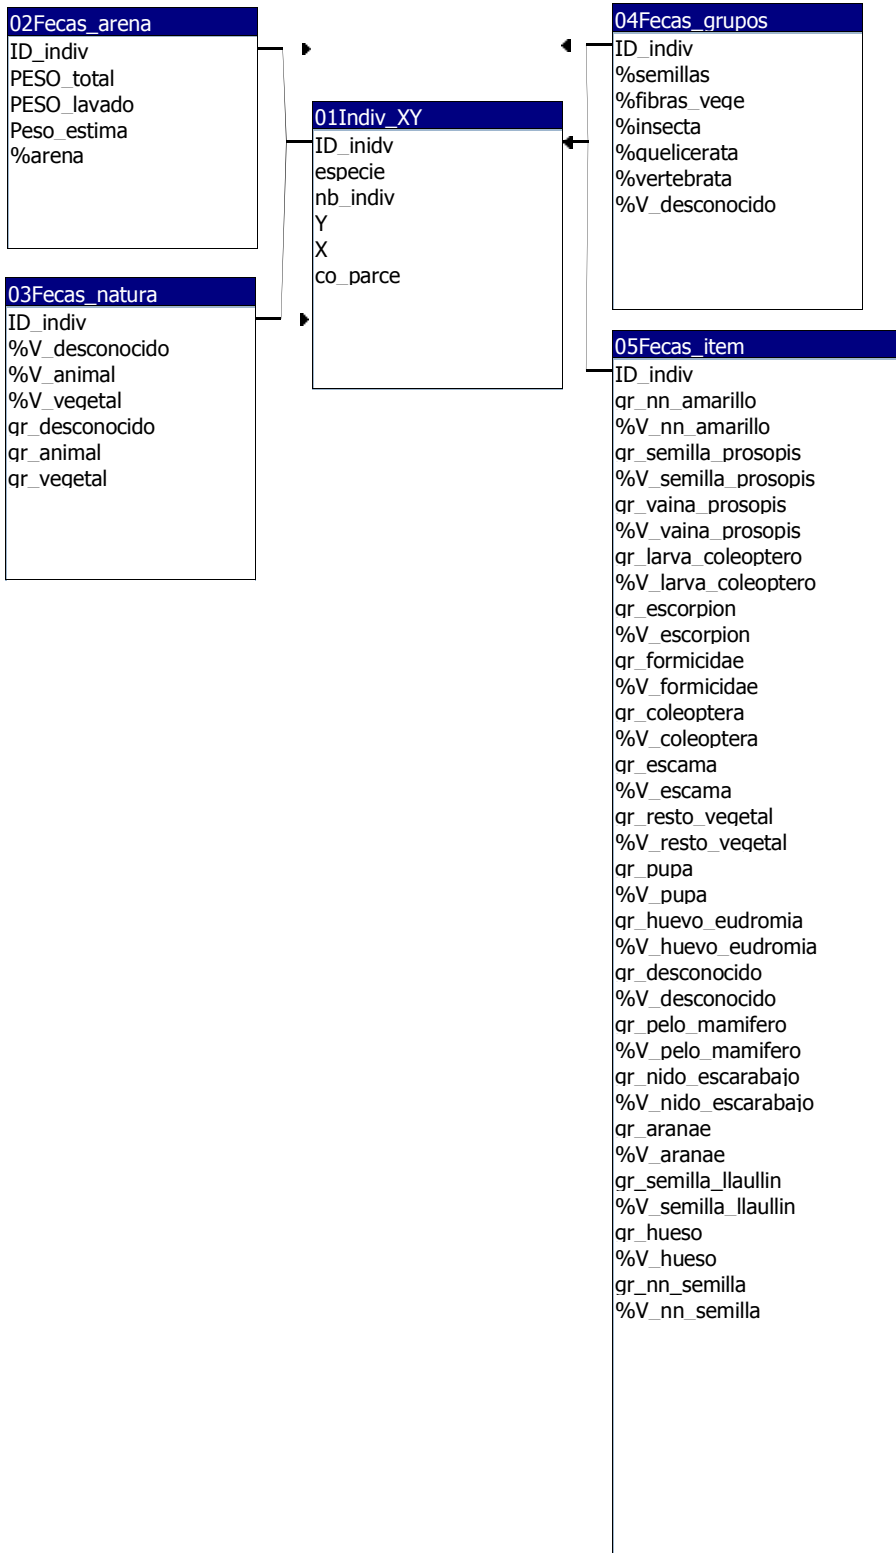 02Fecas_arena
ID_indiv
PESO_total
PESO_lavado
Peso_estima
%arena
03Fecas_natura
ID_indiv
%V_desconocido
%V_animal
%V_vegetal
gr_desconocido
gr_animal
gr_vegetal
01Indiv_XY
ID_inidv
especie
nb_indiv
Y
X
co_parce
04Fecas_grupos
ID_indiv
%semillas
%fibras_vege
%insecta
%quelicerata
%vertebrata
%V_desconocido
05Fecas_item
ID_indiv
gr_nn_amarillo
%V_nn_amarillo
gr_semilla_prosopis
%V_semilla_prosopis
gr_vaina_prosopis
%V_vaina_prosopis
gr_larva_coleoptero
%V_larva_coleoptero
gr_escorpion
%V_escorpion
gr_formicidae
%V_formicidae
gr_coleoptera
%V_coleoptera
gr_escama
%V_escama
gr_resto_vegetal
%V_resto_vegetal
gr_pupa
%V_pupa
gr_huevo_eudromia
%V_huevo_eudromia
gr_desconocido
%V_desconocido
gr_pelo_mamifero
%V_pelo_mamifero
gr_nido_escarabajo
%V_nido_escarabajo
gr_aranae
%V_aranae
gr_semilla_llaullin
%V_semilla_llaullin
gr_hueso
%V_hueso
gr_nn_semilla
%V_nn_semilla